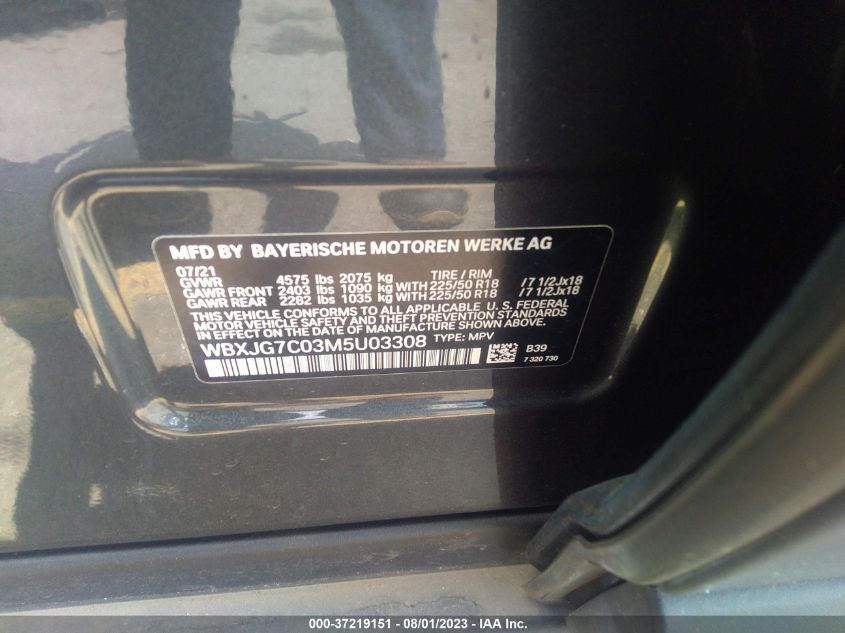 MFD BY BAYERISCHE MOTOREN WERKE AG
07/21 TIRE / RIM
GVWR 4575 lbs 2075 kg
GAWR FRONT 2403 lbs 1090 kg WITH 225/50 R18 /7 1/2Jx18
GAWR REAR 2282 lbs 1035 kg WITH 225/50 R18 /7 1/2Jx18
THIS VEHICLE CONFORMS TO ALL APPLICABLE U. S. FEDERAL
MOTOR VEHICLE SAFETY AND THEFT PREVENTION STANDARDS
IN EFFECT ON THE DATE OF MANUFACTURE SHOWN ABOVE.
WBXJG7C03M5U03308 TYPE: MPV
B39
7 320 730
000-37219151 - 08/01/2023 - IAA Inc.